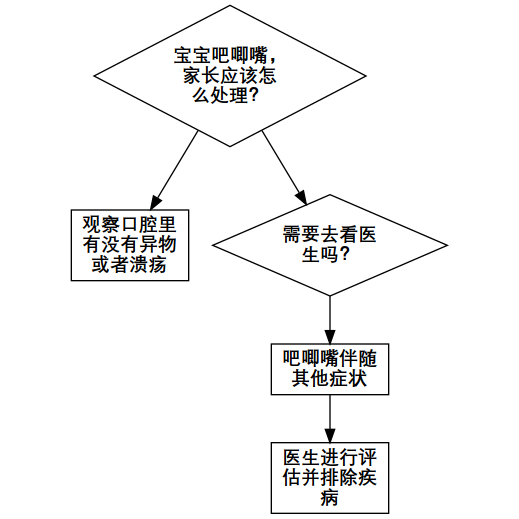 宝宝吧唧嘴，
家长应该怎
么处理？
观察口腔里
有没有异物
或者溃疡
需要去看医
生吗？
吧唧嘴伴随
其他症状
医生进行评
估并排除疾
病